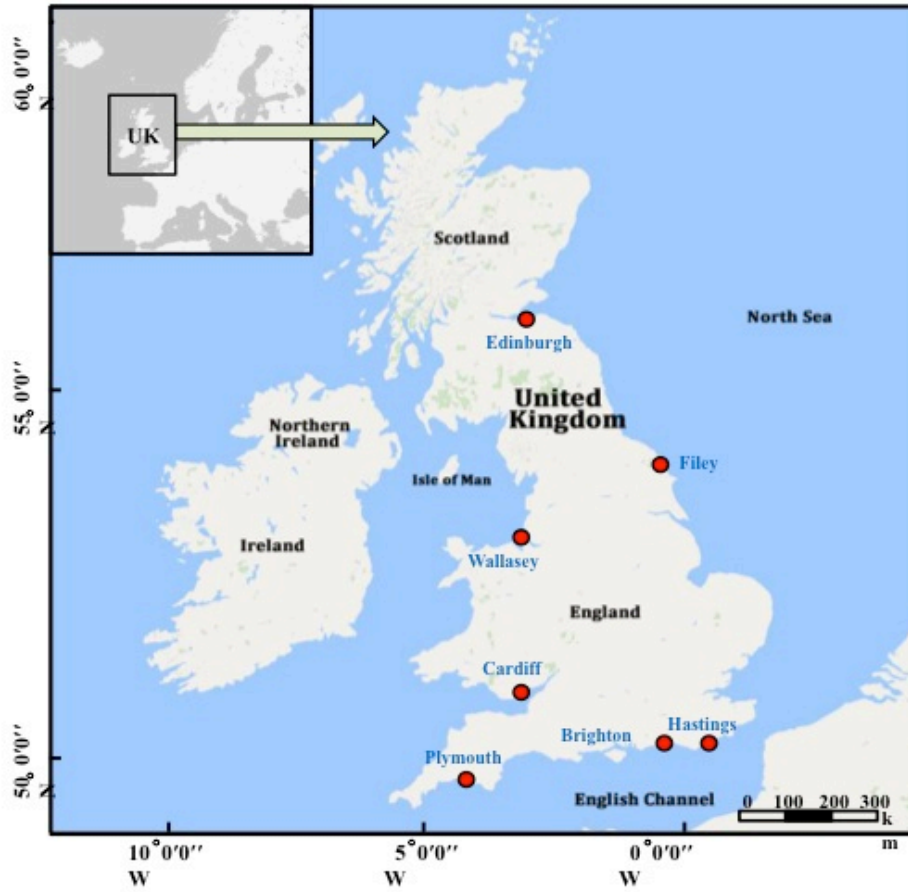 UK
60°0'0'' N
Scotland
North Sea
Edinburgh
55°0'0'' N
United
Kingdom
Northern
Ireland
Filey
Isle of Man
Ireland
Wallasey
England
Cardiff
Hastings
Brighton
Plymouth
50°0'0'' N
English Channel
0 100 200 300
k
m
10°0'0'' 5°0'0'' 0°0'0''
W W W